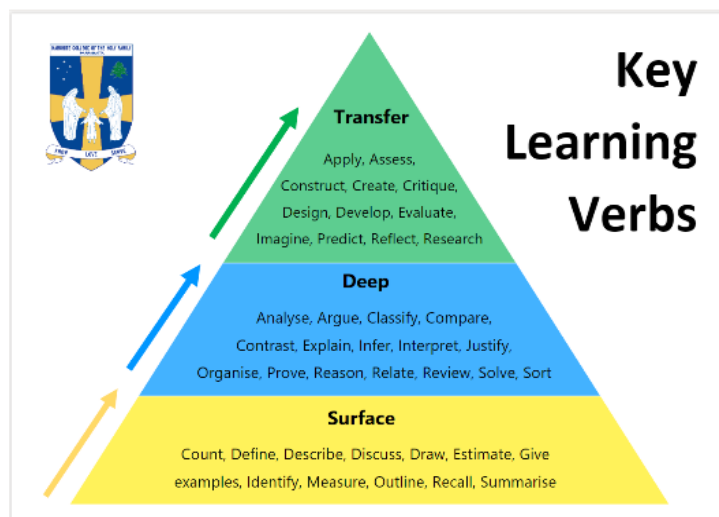 Key
Learning
Verbs
Transfer
Apply, Assess,
Construct, Create, Critique,
Design, Develop, Evaluate,
Imagine, Predict, Reflect, Research
Deep
Analyse, Argue, Classify, Compare,
Contrast, Explain, Infer, Interpret, Justify,
Organise, Prove, Reason, Relate, Review, Solve, Sort
Surface
Count, Define, Describe, Discuss, Draw, Estimate, Give
examples, Identify, Measure, Outline, Recall, Summarise